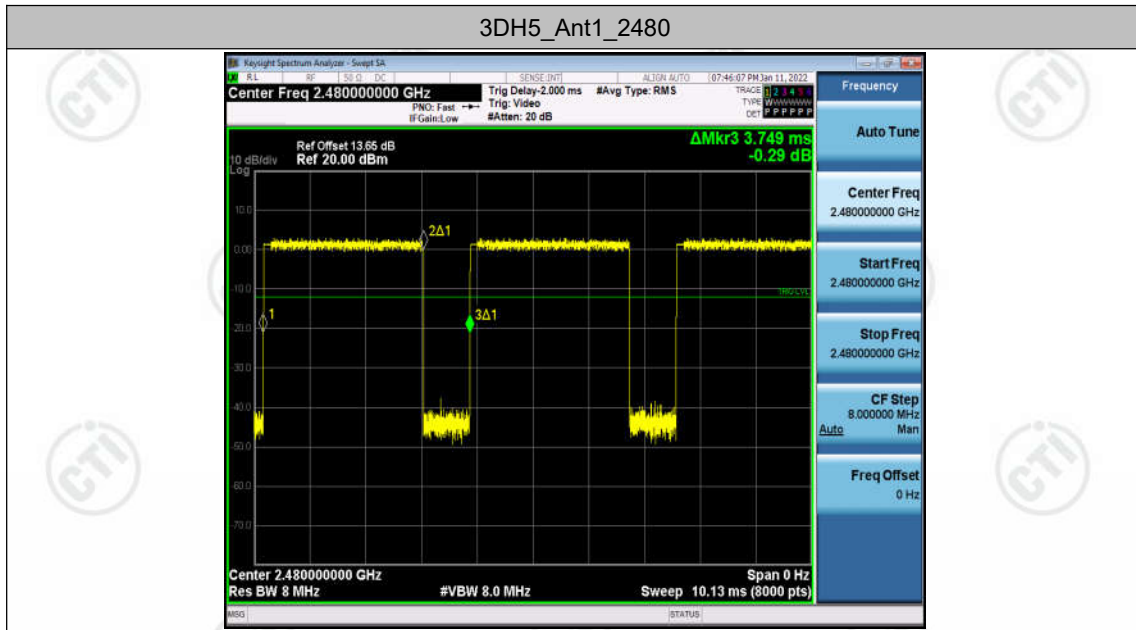 3DH5_Ant1_2480
Keysight Spectrum Analyzer - Swept SA
RL RF 50 Ω DC SENSE:INT ALIGN AUTO 07:46:07 PM Jan 11, 2022
Center Freq 2.480000000 GHz
PNO: Fast
IFGain:Low
Trig Delay-2.000 ms
Trig: Video
#Atten: 20 dB
#Avg Type: RMS
TRACE 1 2 3 4 5 6
TYPE WWWWWW
DET P P P P P P
ΔMkr3 3.749 ms
-0.29 dB
Ref Offset 13.65 dB
10 dB/div Ref 20.00 dBm
Log
10.0
0.00
-10.0
-20.0
-30.0
-40.0
-50.0
-60.0
-70.0
1
2Δ1
3Δ1
TRIG LVL
Center 2.480000000 GHz Span 0 Hz
Res BW 8 MHz #VBW 8.0 MHz Sweep 10.13 ms (8000 pts)
MSG STATUS
Frequency
Auto Tune
Center Freq
2.480000000 GHz
Start Freq
2.480000000 GHz
Stop Freq
2.480000000 GHz
CF Step
8.000000 MHz
Auto Man
Freq Offset
0 Hz
CTI
CTI
CTI
CTI